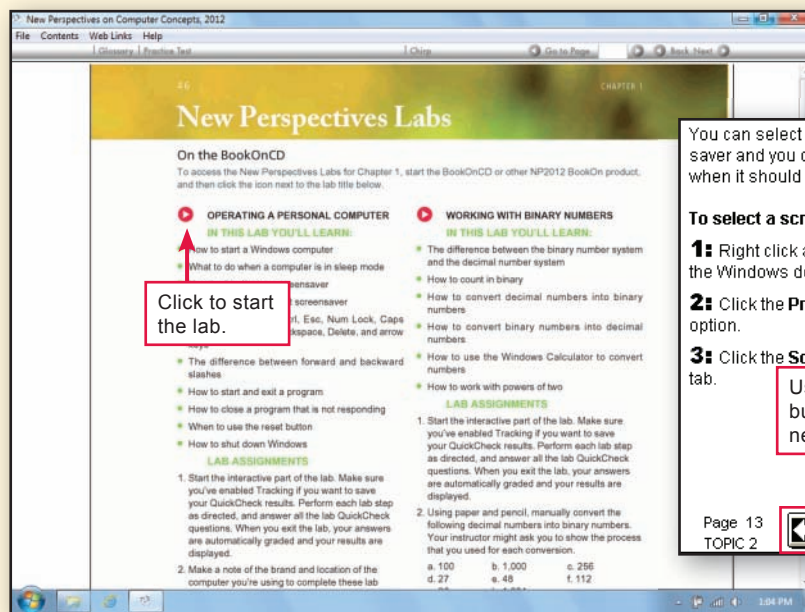 New Perspectives on Computer Concepts, 2012
File Contents Web Links Help
Glossary Practice Test Chirp Go to Page Back Next
46
CHAPTER 1
New Perspectives Labs
On the BookOnCD
To access the New Perspectives Labs for Chapter 1, start the BookOnCD or other NP2012 BookOn product,
and then click the icon next to the lab title below.
OPERATING A PERSONAL COMPUTER
IN THIS LAB YOU'LL LEARN:
How to start a Windows computer
What to do when a computer is in sleep mode
screensaver
Esc, Num Lock, Caps
Delete, and arrow
The difference between forward and backward
slashes
How to start and exit a program
How to close a program that is not responding
When to use the reset button
How to shut down Windows
LAB ASSIGNMENTS
1. Start the interactive part of the lab. Make sure
you've enabled Tracking if you want to save
your QuickCheck results. Perform each lab step
as directed, and answer all the lab QuickCheck
questions. When you exit the lab, your answers
are automatically graded and your results are
displayed.
2. Make a note of the brand and location of the
computer you're using to complete these lab
Click to start
the lab.
WORKING WITH BINARY NUMBERS
IN THIS LAB YOU'LL LEARN:
The difference between the binary number system
and the decimal number system
How to count in binary
How to convert decimal numbers into binary
numbers
How to convert binary numbers into decimal
numbers
How to use the Windows Calculator to convert
numbers
How to work with powers of two
LAB ASSIGNMENTS
1. Start the interactive part of the lab. Make sure
you've enabled Tracking if you want to save
your QuickCheck results. Perform each lab step
as directed, and answer all the lab QuickCheck
questions. When you exit the lab, your answers
are automatically graded and your results are
displayed.
2. Using paper and pencil, manually convert the
following decimal numbers into binary numbers.
Your instructor might ask you to show the process
that you used for each conversion.
a. 100 b. 1,000 c. 256
d. 27 e. 48 f. 112
You can select
saver and you
when it should
To select a
1: Right click
the Windows
2: Click the
option.
3: Click the
tab.
Page 13
TOPIC 2
1:04 PM